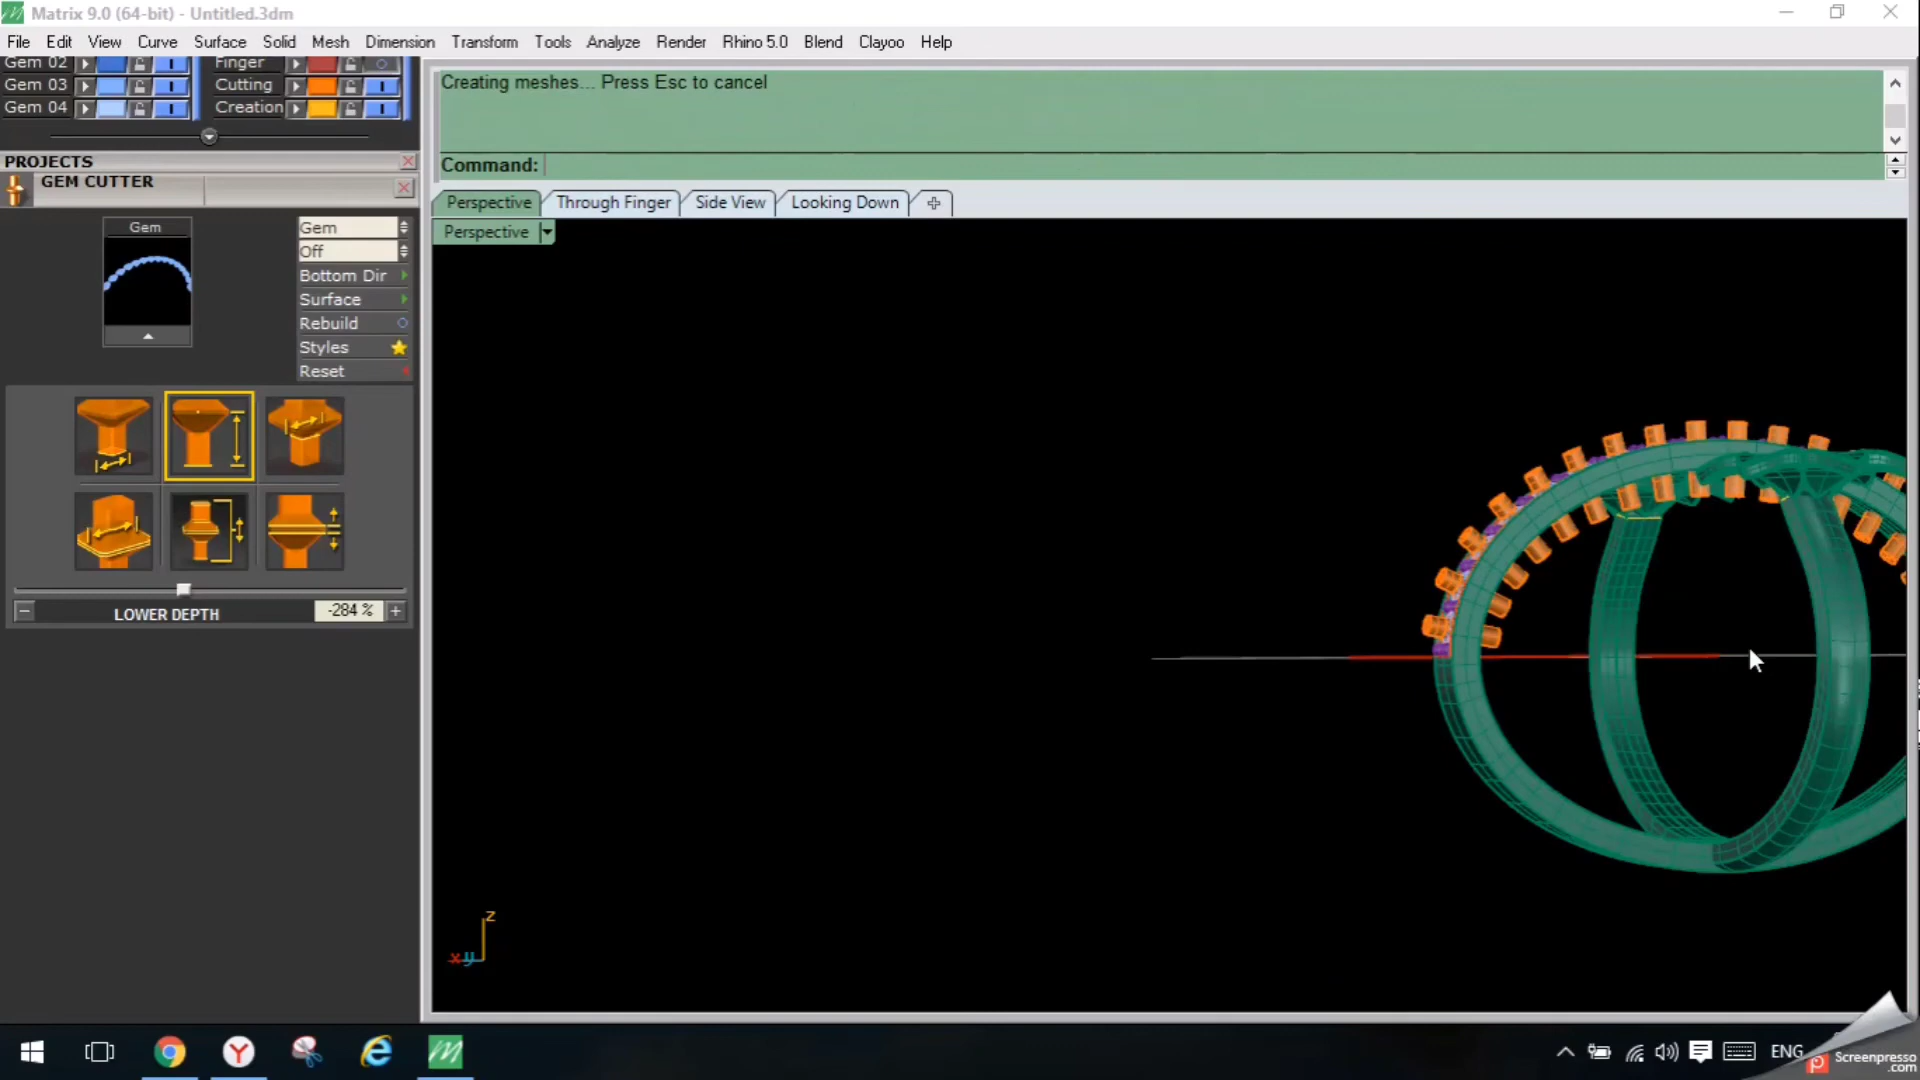 Matrix 9.0 (64-bit) - Untitled.3dm
File Edit View Curve Surface Solid Mesh Dimension Transform Tools Analyze Render Rhino 5.0 Blend Clayoo Help
Gem 02 Finger
Gem 03 Cutting
Gem 04 Creation
Creating meshes... Press Esc to cancel
Command:
PROJECTS
GEM CUTTER
Perspective Through Finger Side View Looking Down
Perspective
Gem
Gem
Off
Bottom Dir
Surface
Rebuild
Styles
Reset
LOWER DEPTH -284 %
z
x y
ENG
Screenpresso
.com